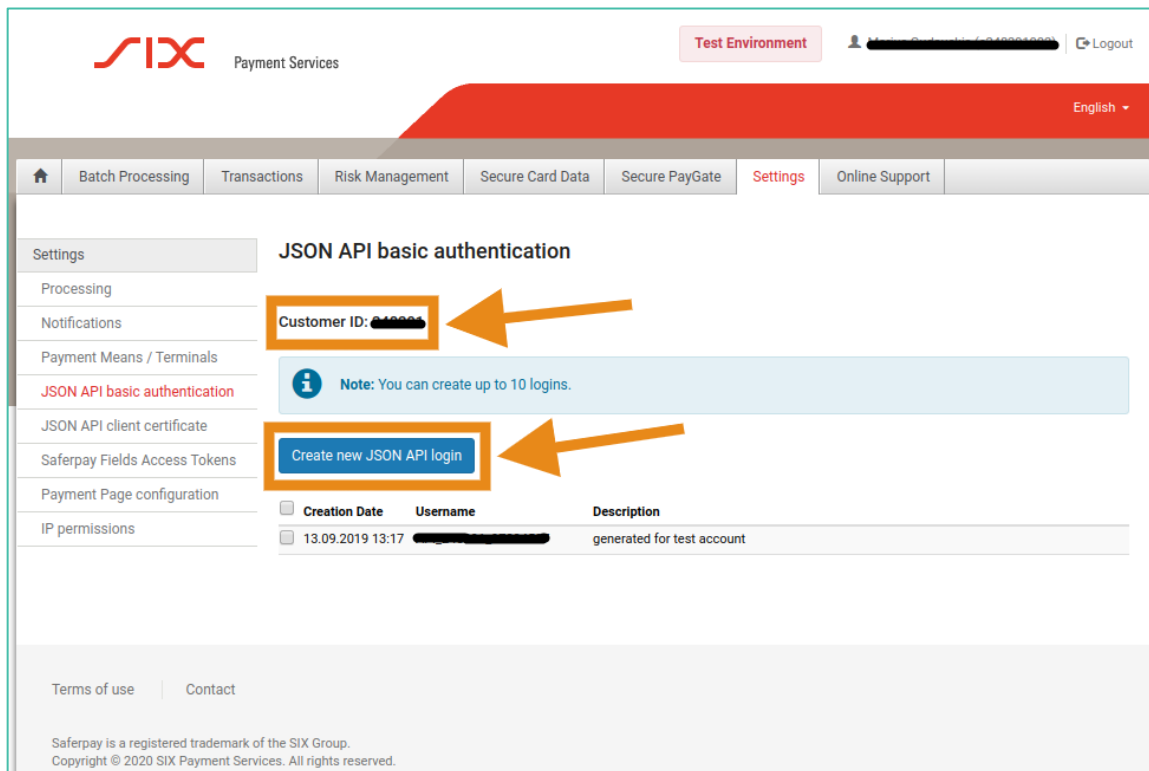 SIX Payment Services
Test Environment
Logout
English
Batch Processing Transactions Risk Management Secure Card Data Secure PayGate Settings Online Support
Settings
Processing
Notifications
Payment Means / Terminals
JSON API basic authentication
JSON API client certificate
Saferpay Fields Access Tokens
Payment Page configuration
IP permissions
JSON API basic authentication
Customer ID:
Note: You can create up to 10 logins.
Create new JSON API login
Creation Date Username Description
13.09.2019 13:17 generated for test account
Terms of use Contact
Saferpay is a registered trademark of the SIX Group.
Copyright © 2020 SIX Payment Services. All rights reserved.